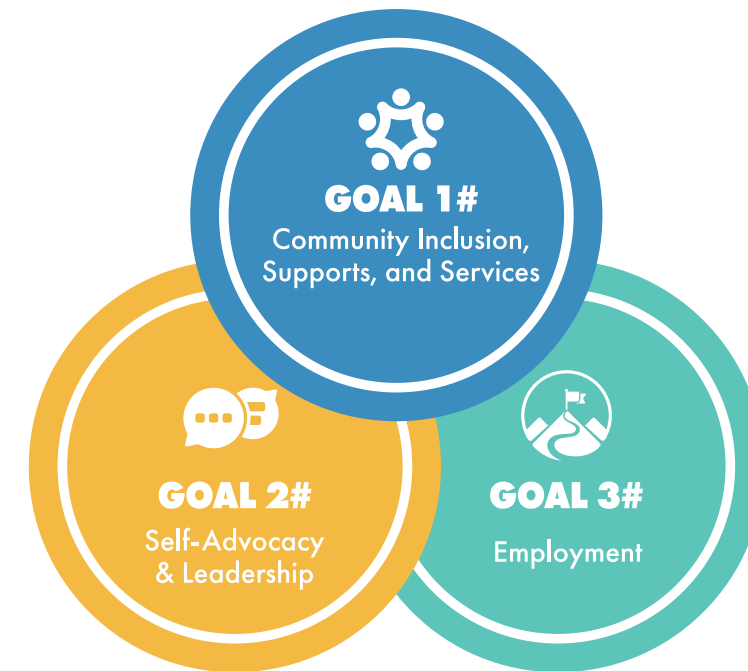 GOAL 1#
Community Inclusion,
Supports, and Services
GOAL 2#
Self-Advocacy
& Leadership
GOAL 3#
Employment